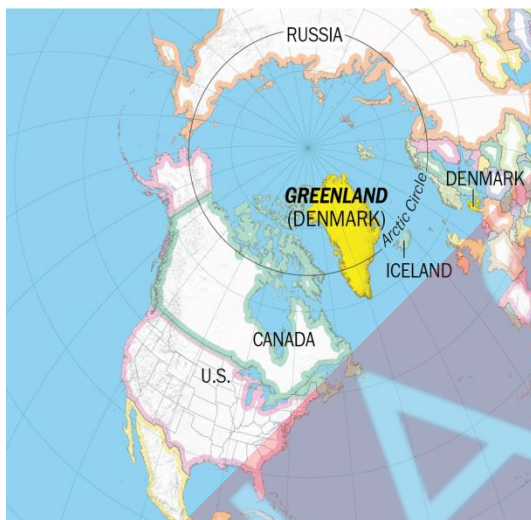 RUSSIA
DENMARK
GREENLAND
(DENMARK)
Arctic Circle
ICELAND
CANADA
U.S.